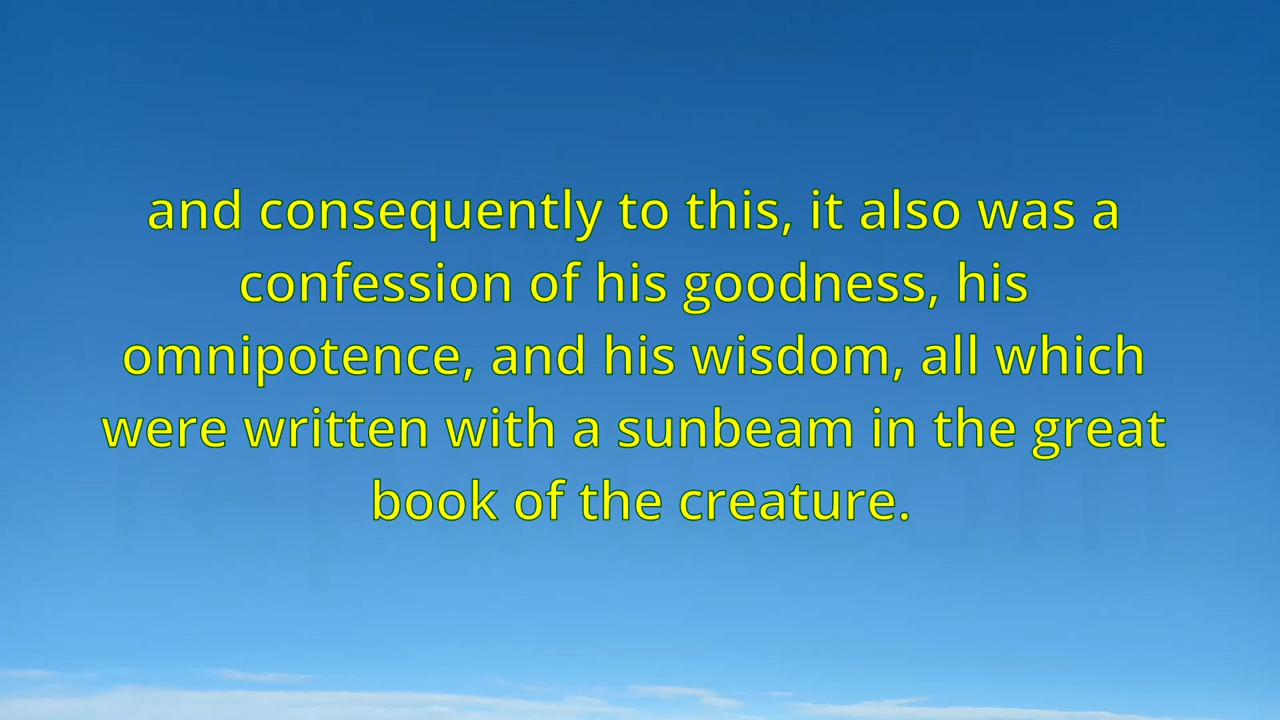 and consequently to this, it also was a
confession of his goodness, his
omnipotence, and his wisdom, all which
were written with a sunbeam in the great
book of the creature.